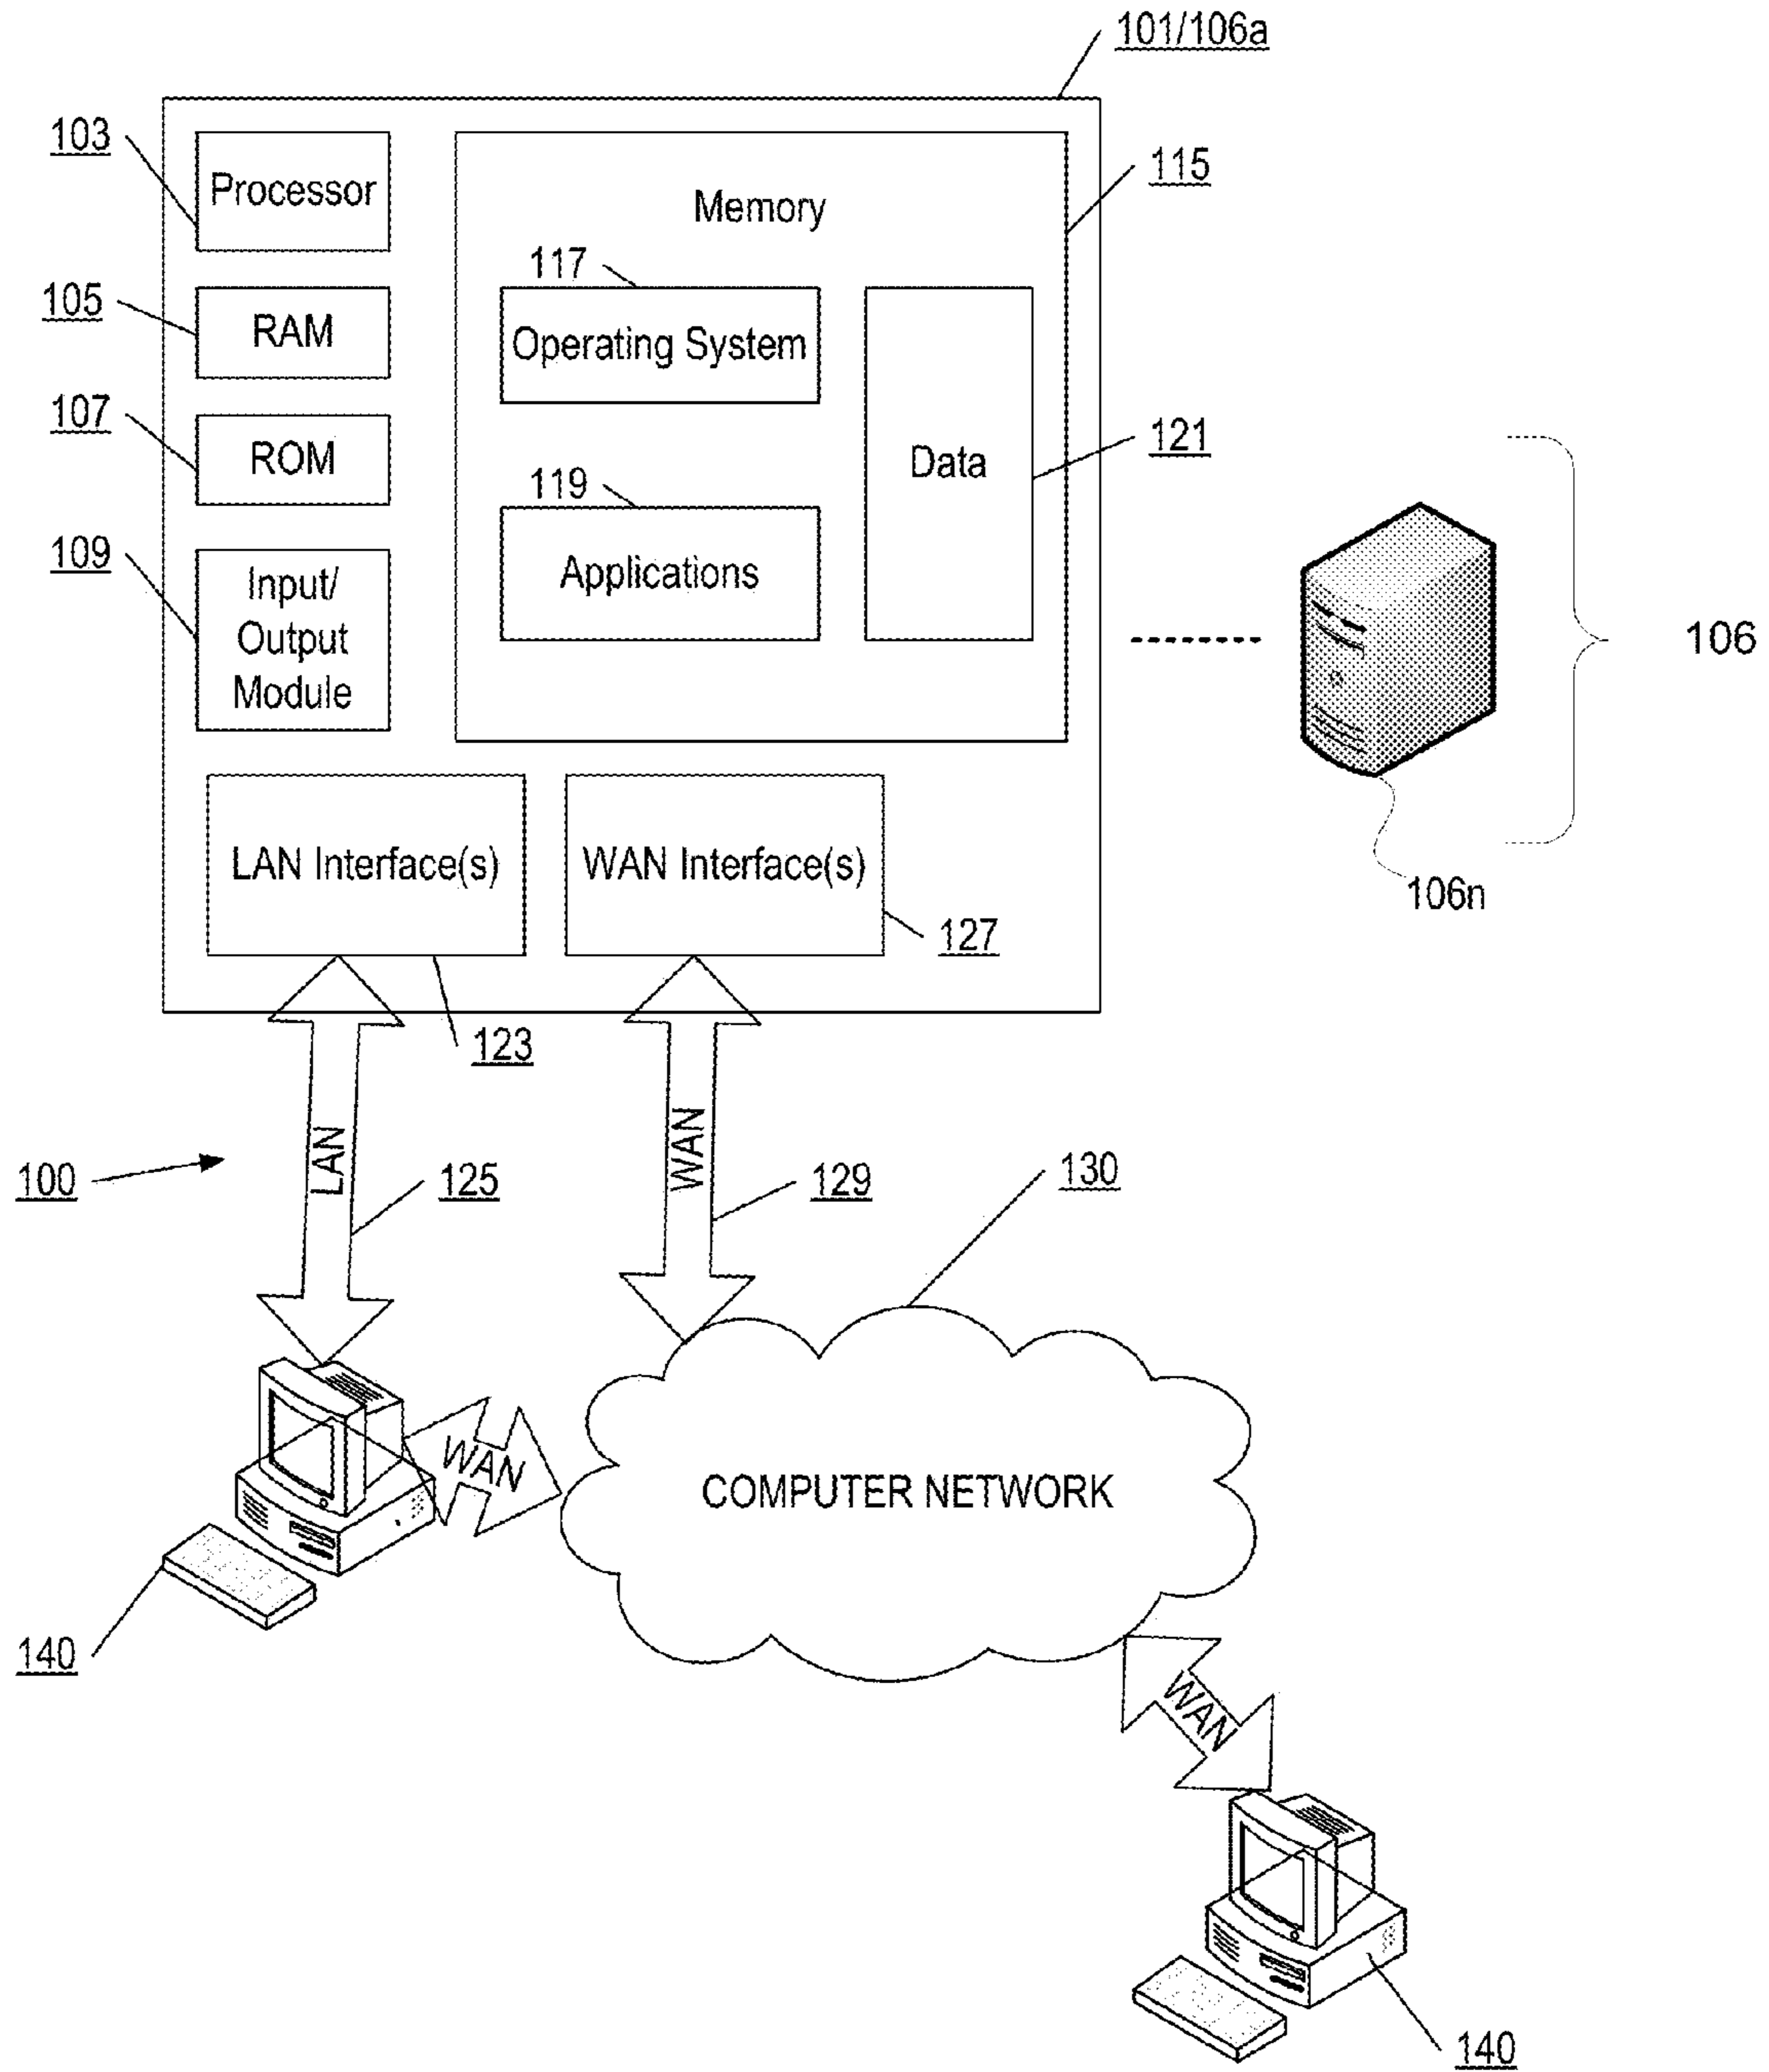 101/106a
103
Processor
115
Memory
117
105
RAM
Operating System
107
ROM
Data
121
119
109
Input/
Output
Module
Applications
106
LAN Interface(s)
WAN Interface(s)
106n
127
123
LAN
WAN
100
125
129
130
WAN
COMPUTER NETWORK
140
WAN
140